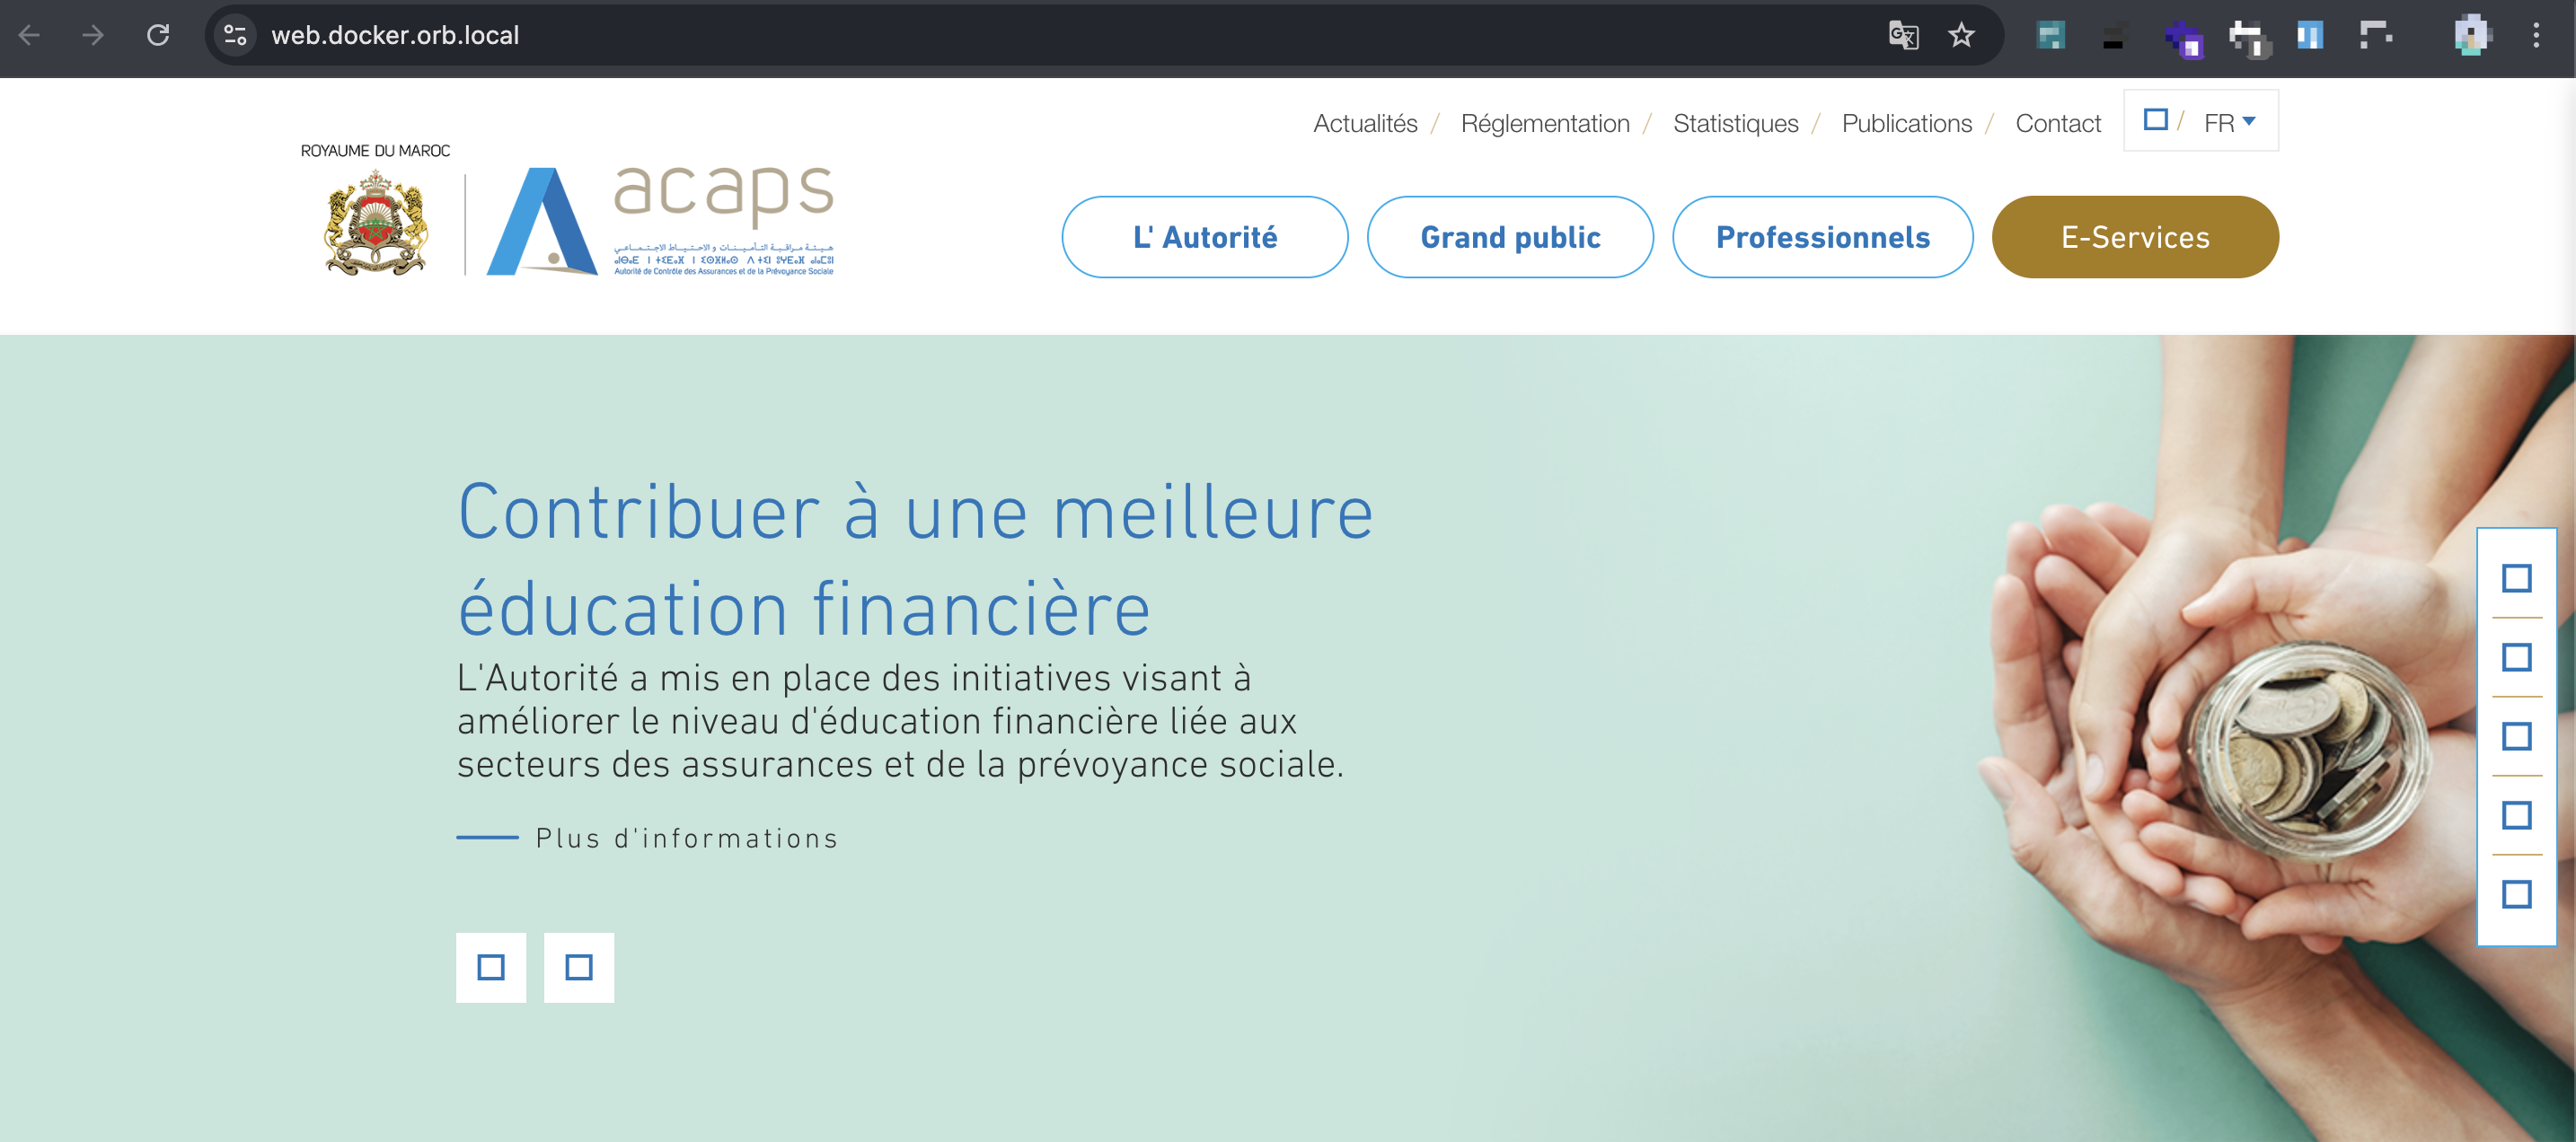 web.docker.orb.local
Actualités / Réglementation / Statistiques / Publications / Contact
/ FR
ROYAUME DU MAROC
acaps
هيئة مراقبة التأمينات و الاحتياط الاجتماعي
Autorité de Contrôle des Assurances et de la Prévoyance Sociale
L' Autorité
Grand public
Professionnels
E-Services
Contribuer à une meilleure
éducation financière
L'Autorité a mis en place des initiatives visant à
améliorer le niveau d'éducation financière liée aux
secteurs des assurances et de la prévoyance sociale.
Plus d'informations